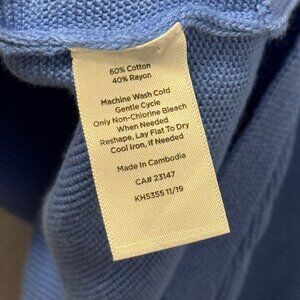 60% Cotton
40% Rayon
Machine Wash Cold
Gentle Cycle
Only Non-Chlorine Bleach
When Needed
Reshape, Lay Flat To Dry
Cool Iron, if Needed
Made in Cambodia
CA# 23147
KH5355 11/19